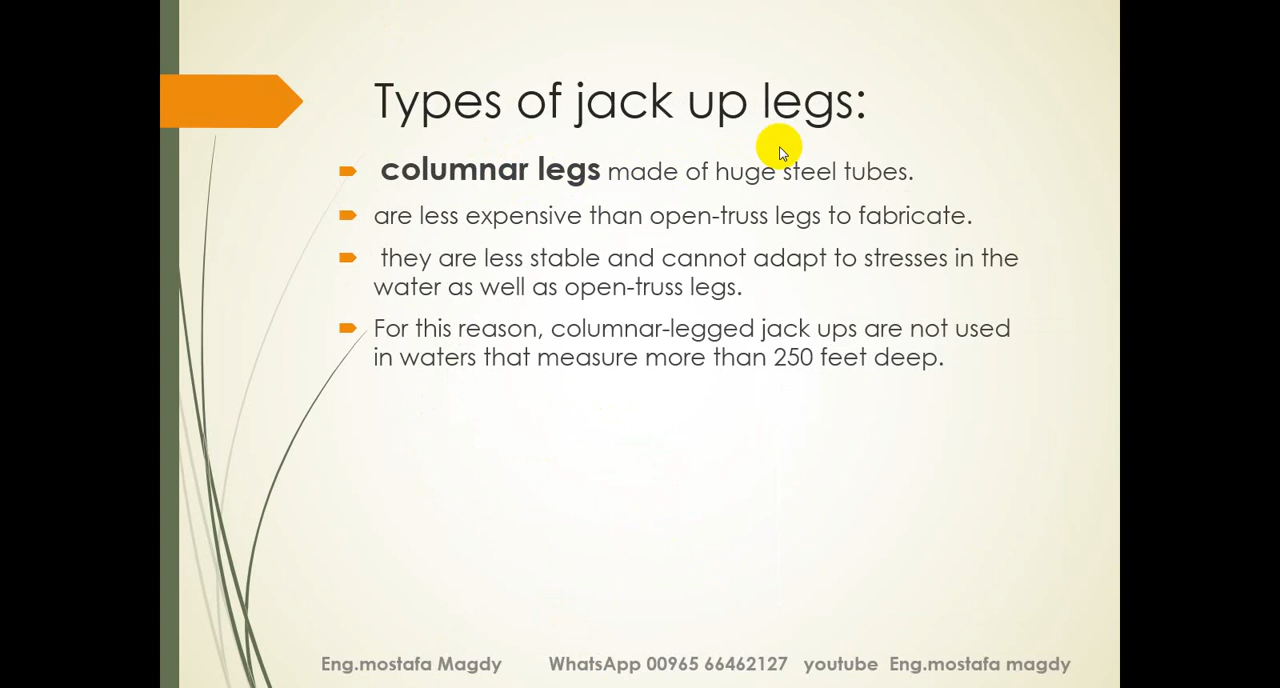 Types of jack up legs:
columnar legs made of huge steel tubes.
are less expensive than open-truss legs to fabricate.
they are less stable and cannot adapt to stresses in the
water as well as open-truss legs.
For this reason, columnar-legged jack ups are not used
in waters that measure more than 250 feet deep.
Eng.mostafa Magdy WhatsApp 00965 66462127 youtube Eng.mostafa magdy